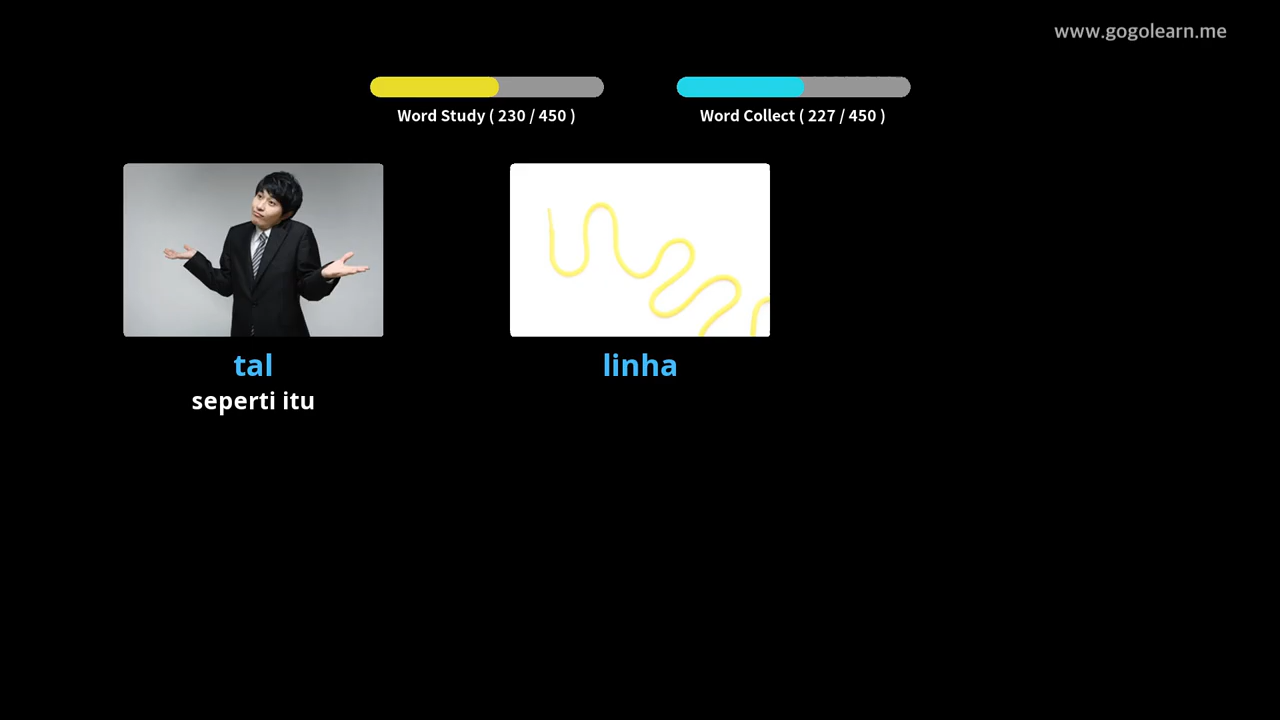 www.gogolearn.me
Word Study ( 230 / 450 )
Word Collect ( 227 / 450 )
tal
seperti itu
linha